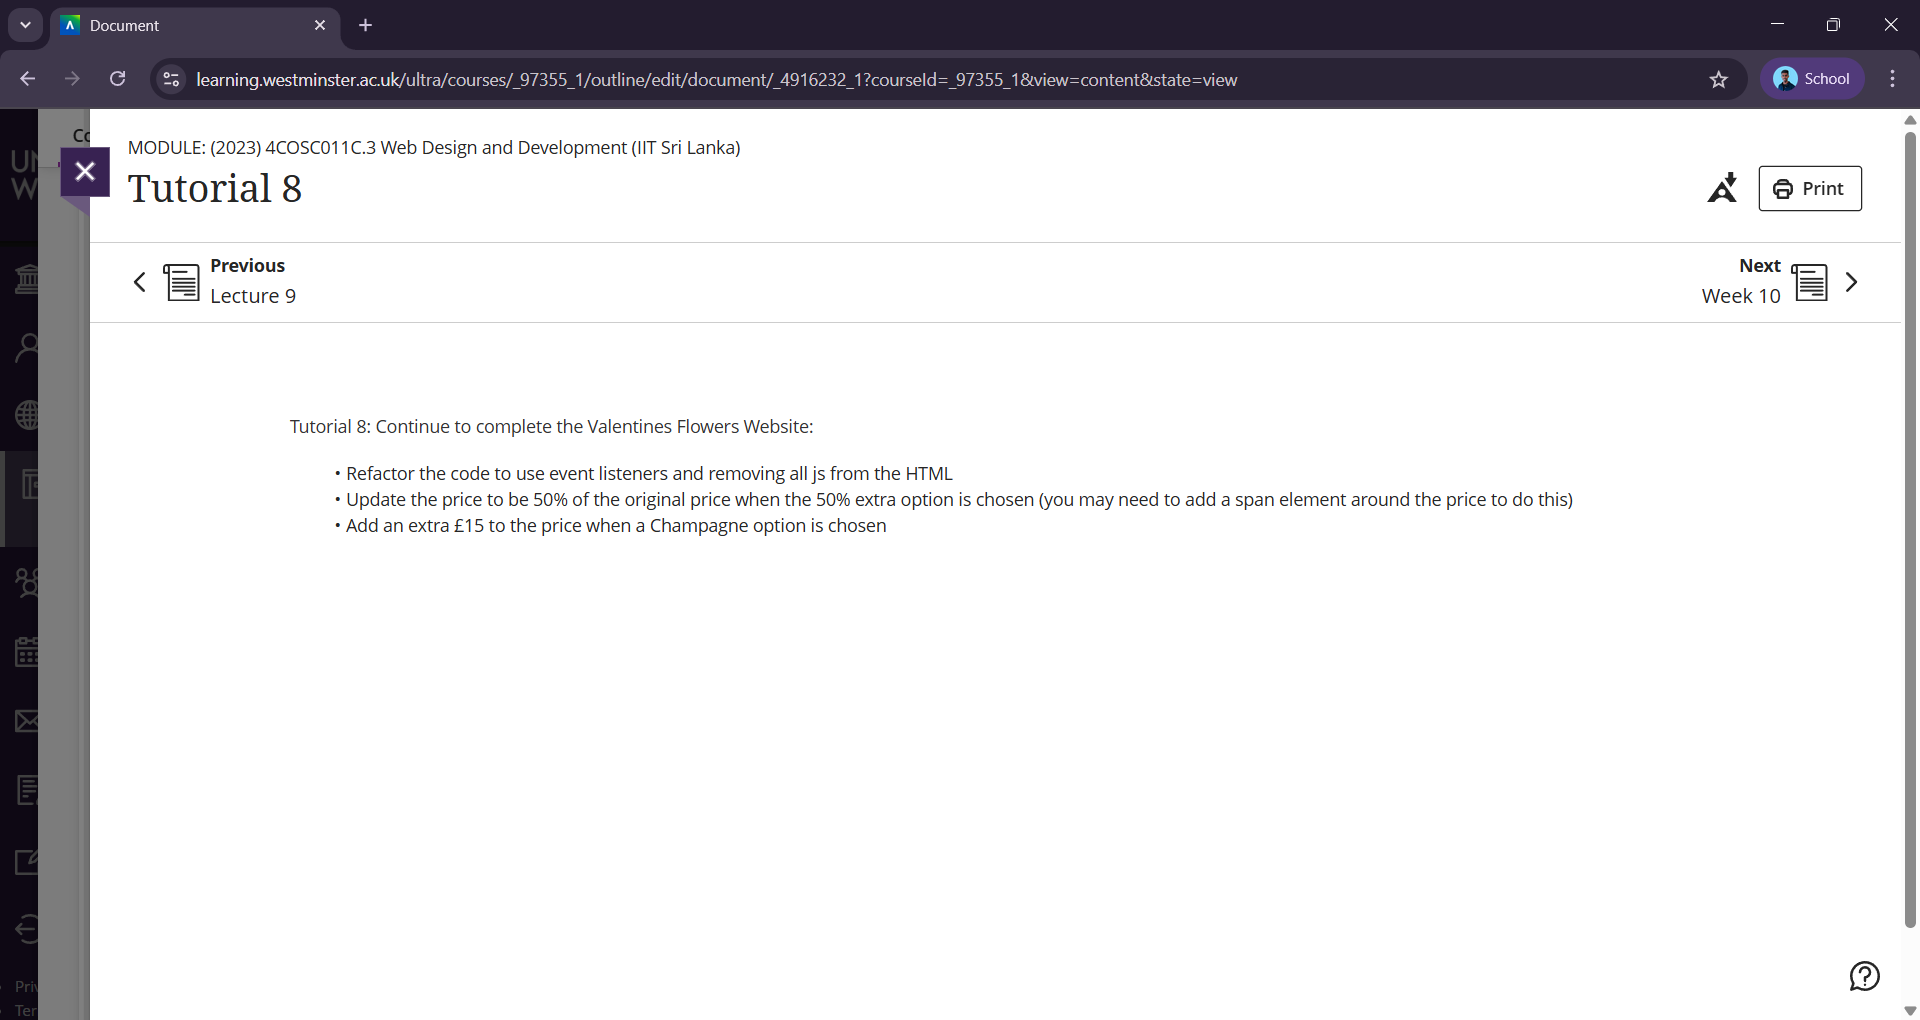 Document
learning.westminster.ac.uk/ultra/courses/_97355_1/outline/edit/document/_4916232_1?courseId=_97355_1&view=content&state=view
School
UN
W
Co
MODULE: (2023) 4COSC011C.3 Web Design and Development (IIT Sri Lanka)
Tutorial 8
Print
Previous
Lecture 9
Next
Week 10
Tutorial 8: Continue to complete the Valentines Flowers Website:
• Refactor the code to use event listeners and removing all js from the HTML
• Update the price to be 50% of the original price when the 50% extra option is chosen (you may need to add a span element around the price to do this)
• Add an extra £15 to the price when a Champagne option is chosen
Priv
Ter